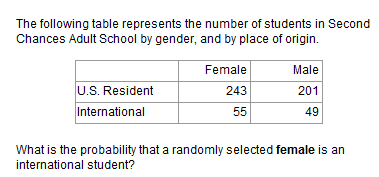 The following table represents the number of students in Second
Chances Adult School by gender, and by place of origin.
Female Male
U.S. Resident 243 201
International 55 49
What is the probability that a randomly selected female is an
international student?